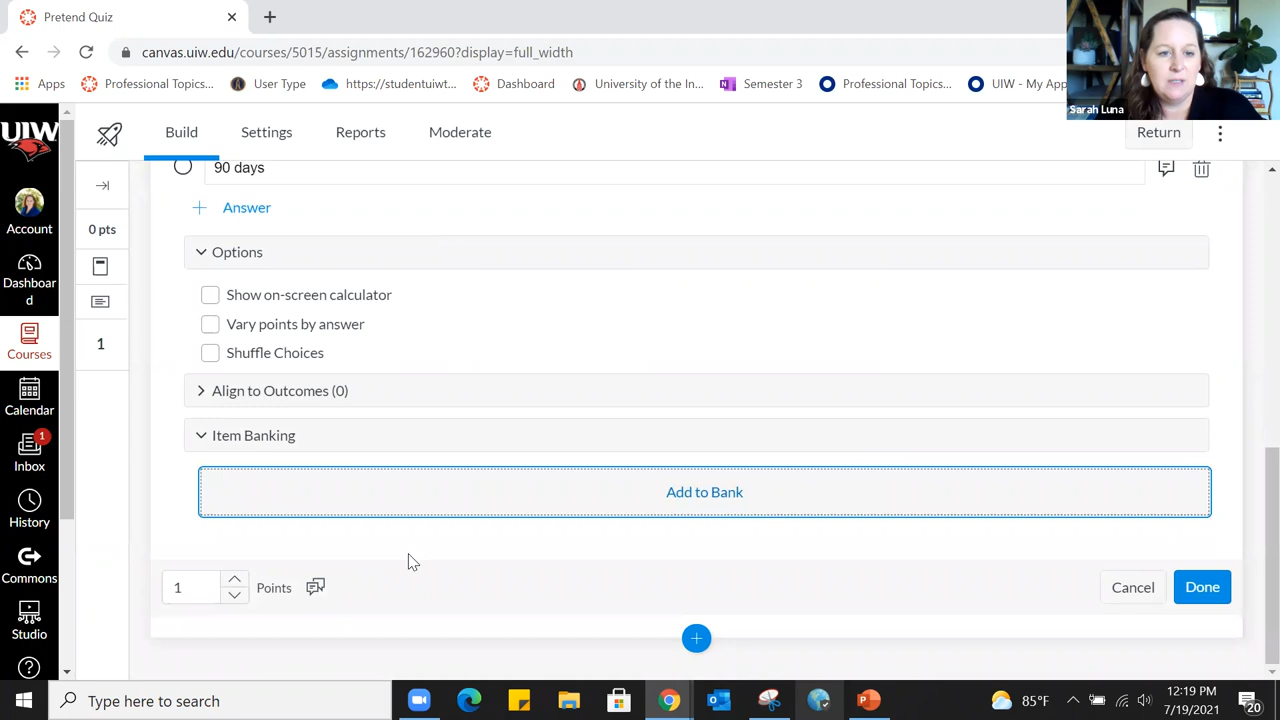 Pretend Quiz
canvas.uiw.edu/courses/5015/assignments/162960?display=full_width
Apps
Professional Topics...
User Type
https://studentuiwt...
Dashbo
University of the In...
Semester 3
Professional Topics...
UIW - My App
Sarah Luna
UIW
Build
Settings
Reports
Moderate
Return
Account
Dashboar
d
Courses
Calendar
1
Inbox
History
Commons
Studio
0 pts
1
90 days
Answer
Options
Show on-screen calculator
Vary points by answer
Shuffle Choices
Align to Outcomes (0)
Item Banking
Add to Bank
1
Points
Cancel
Done
Type here to search
85°F
12:19 PM
7/19/2021
20